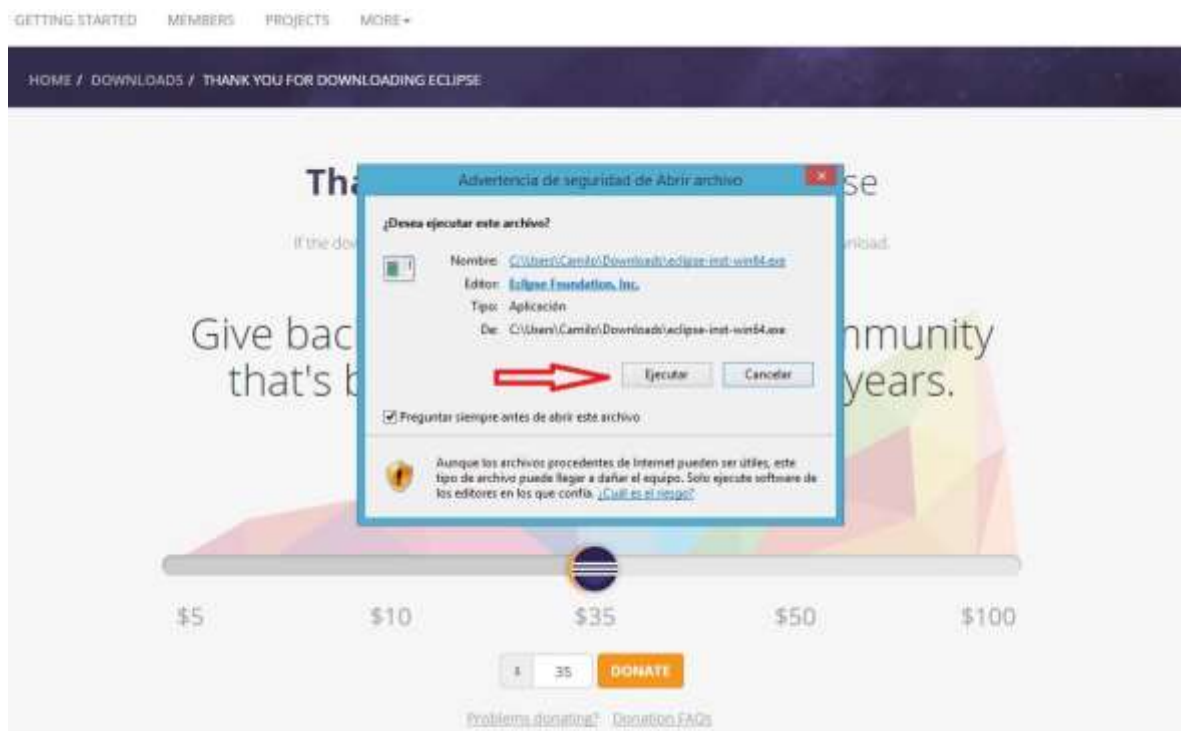 GETTING STARTED MEMBERS PROJECTS MORE
HOME / DOWNLOADS / THANK YOU FOR DOWNLOADING ECLIPSE
Advertencia de seguridad de Abrir archivo
Tha se
¿Desea ejecutar este archivo?
If the dow nload.
Nombre: C:\Users\Camilo\Downloads\eclipse-inst-win64.exe
Editor: Eclipse Foundation, Inc.
Tipo: Aplicación
De: C:\Users\Camilo\Downloads\eclipse-inst-win64.exe
Give bac mmunity
that's b years.
Ejecutar Cancelar
Preguntar siempre antes de abrir este archivo
Aunque los archivos procedentes de Internet pueden ser útiles, este
tipo de archivo puede llegar a dañar el equipo. Solo ejecute software de
los editores en los que confía. ¿Cuál es el riesgo?
$5 $10 $35 $50 $100
$ 35 DONATE
Problems donating? Donation FAQs